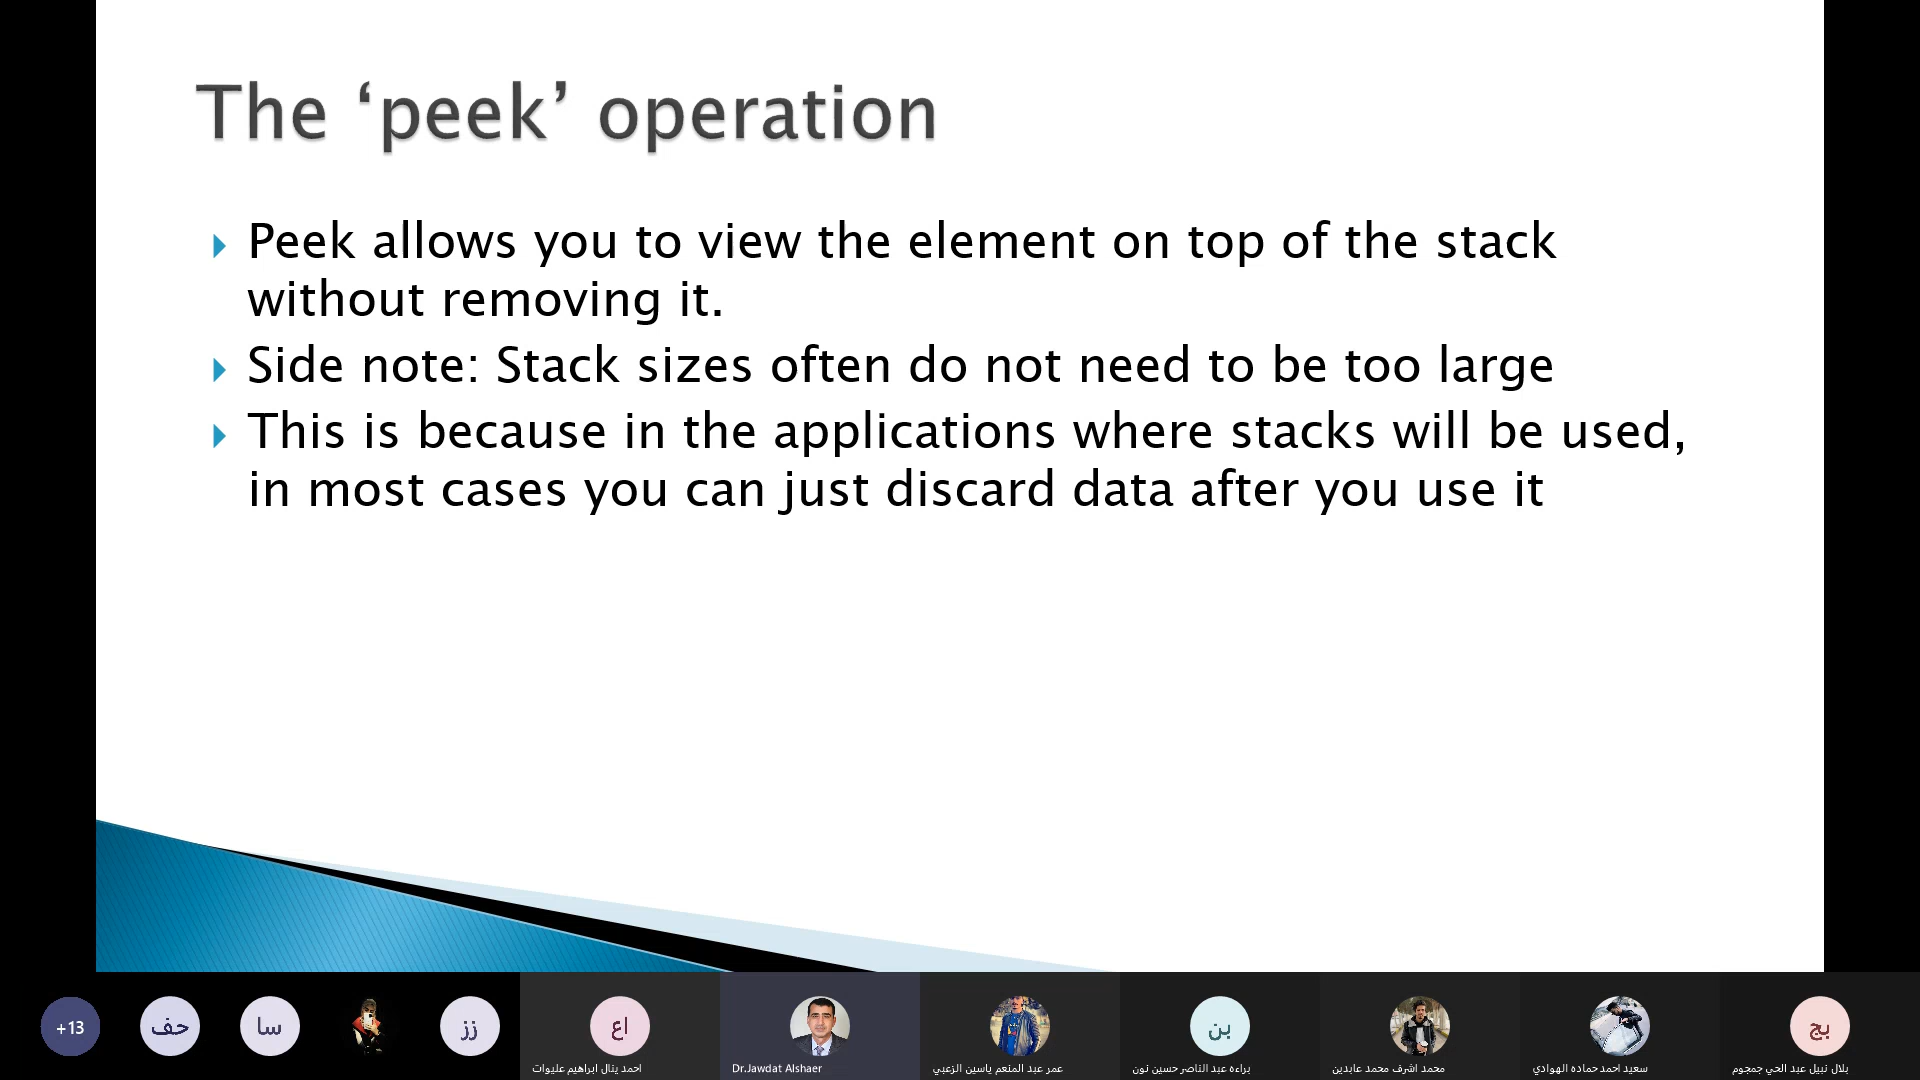 The ‘peek’ operation
Peek allows you to view the element on top of the stack
without removing it.
Side note: Stack sizes often do not need to be too large
This is because in the applications where stacks will be used,
in most cases you can just discard data after you use it
+13
حف
سا
زز
اع
بن
بج
احمد ينال ابراهيم عليوات
Dr.Jawdat Alshaer
عمر عبد المنعم ياسين الزعبي
براءه عبد الناصر حسين نون
محمد اشرف محمد عابدين
سعيد احمد حماده الهوادي
بلال نبيل عبد الحي جمجوم